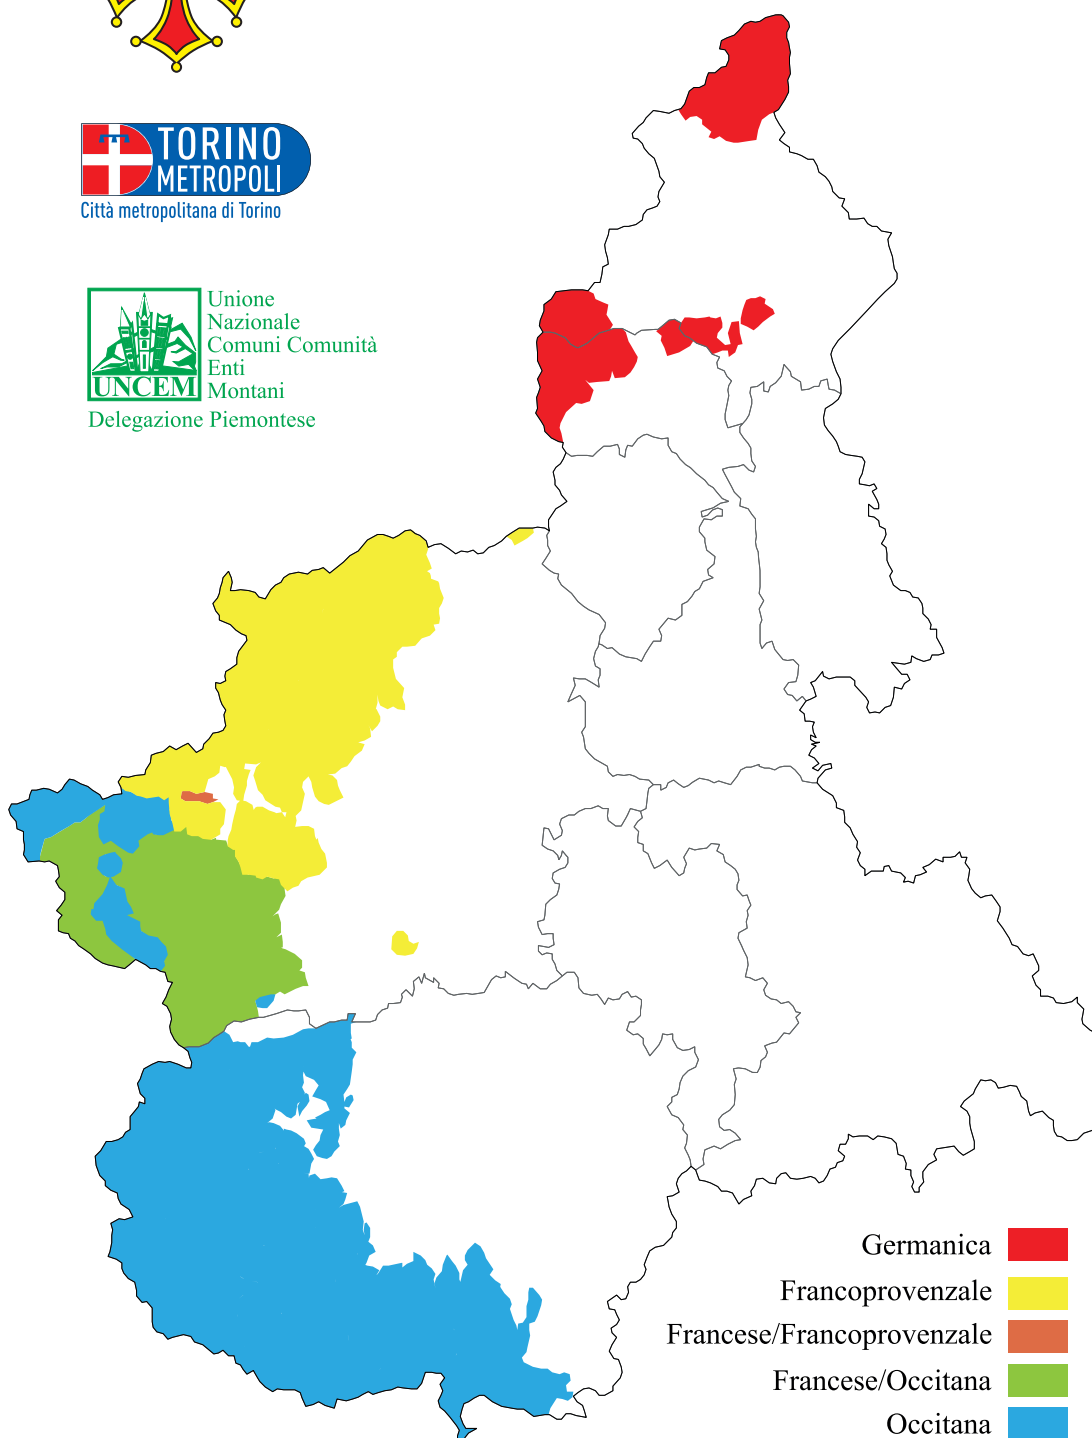 TORINO
METROPOLI
Città metropolitana di Torino
Unione
Nazionale
Comuni Comunità
Enti
Montani
UNCEM
Delegazione Piemontese
Germanica
Francoprovenzale
Francese/Francoprovenzale
Francese/Occitana
Occitana